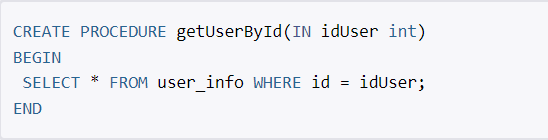 CREATE PROCEDURE getUserById(IN idUser int)
BEGIN
 SELECT * FROM user_info WHERE id = idUser;
END